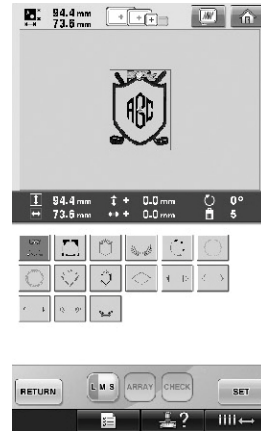 94.4 mm
73.6 mm
ABC
94.4 mm + 0.0 mm 0°
73.6 mm + 0.0 mm 5
RETURN L M S ARRAY CHECK SET
?